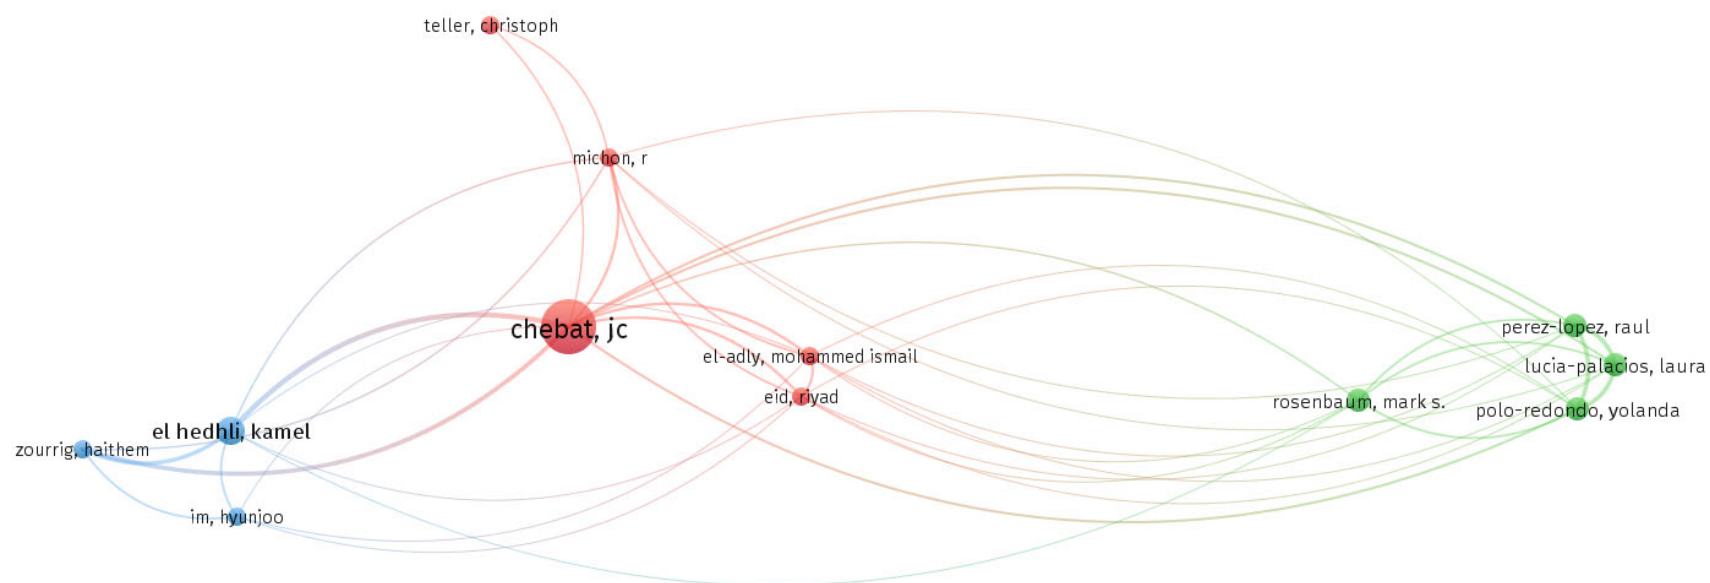 teller, christoph
michon, r
chebat, jc
perez-lopez, raul
el-adly, mohammed ismail
lucia-palacios, laura
eid, riyad
rosenbaum, mark s.
polo-redondo, yolanda
el hedhli, kamel
zourrig, haithem
im, hyunjoo